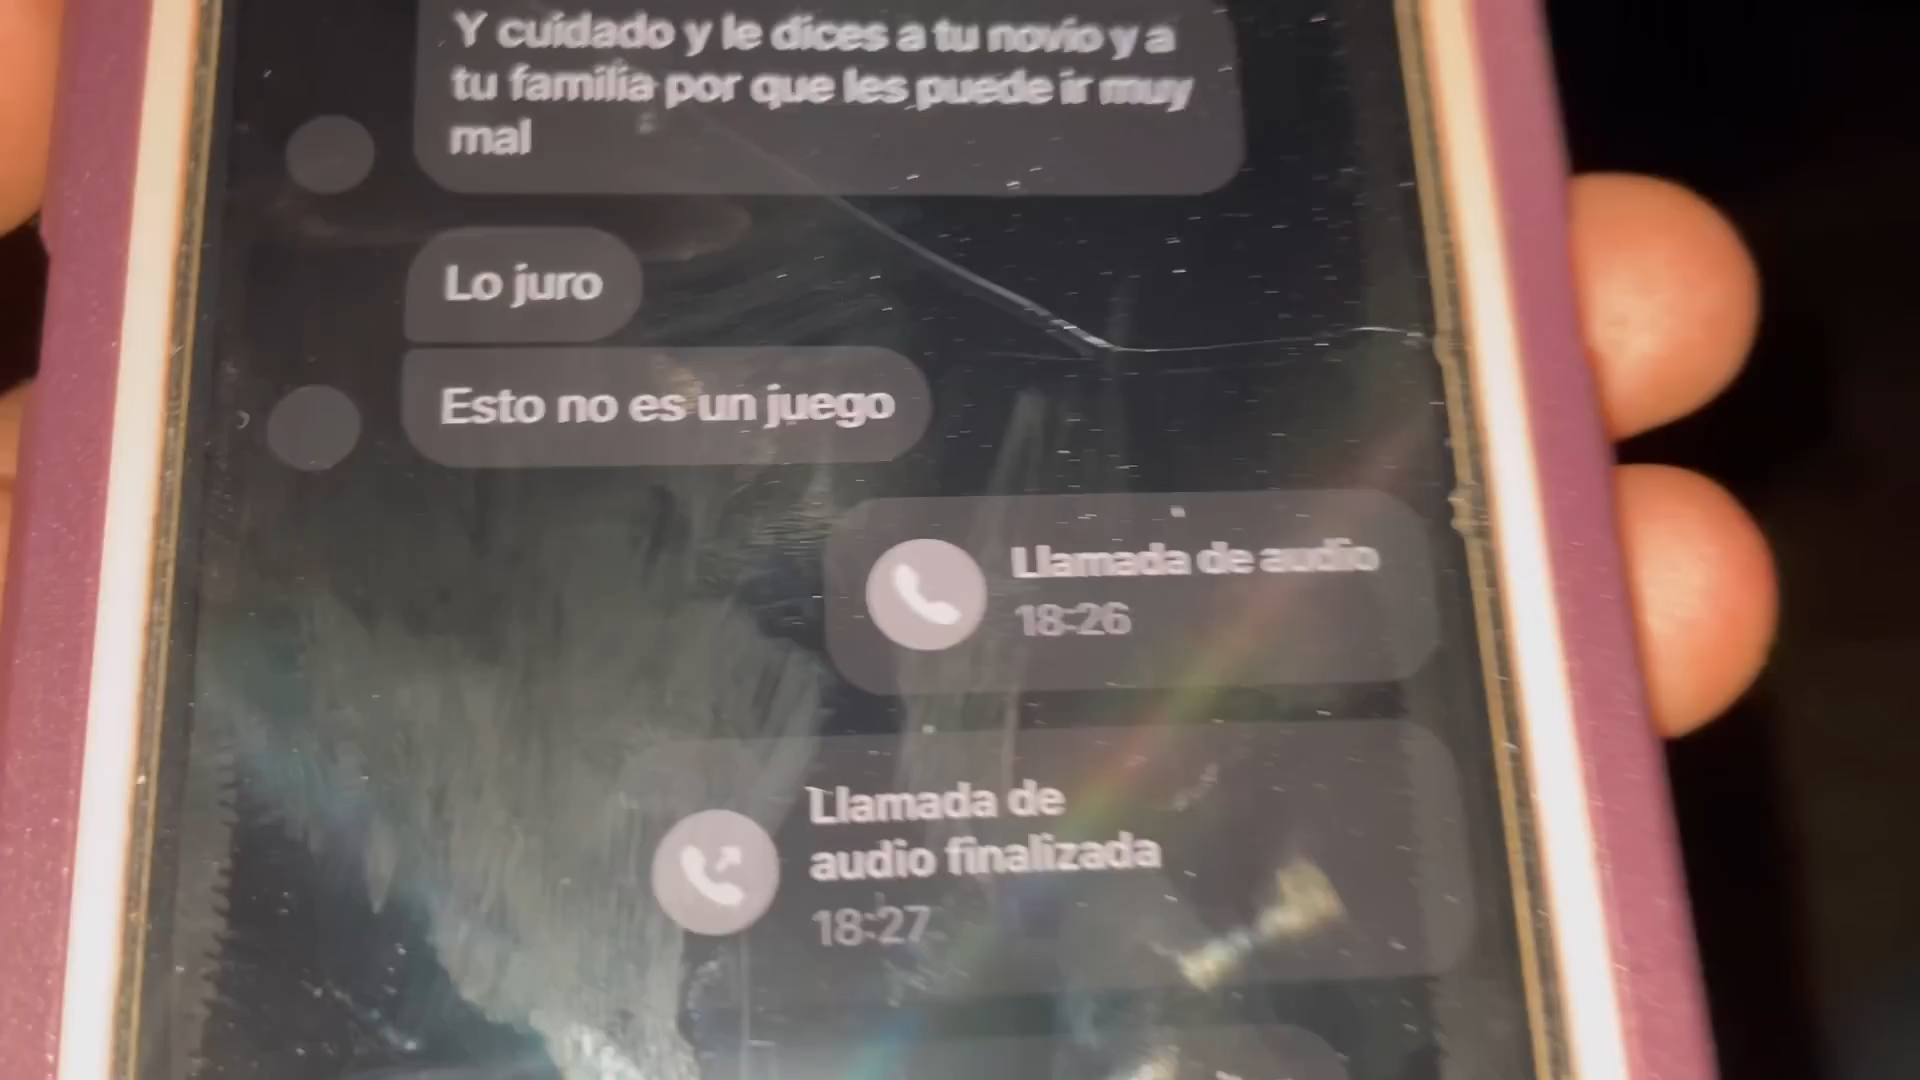 Y cuidado y le dices a tu novio y a
tu familia por que les puede ir muy
mal
Lo juro
Esto no es un juego
Llamada de audio
18:26
Llamada de
audio finalizada
18:27